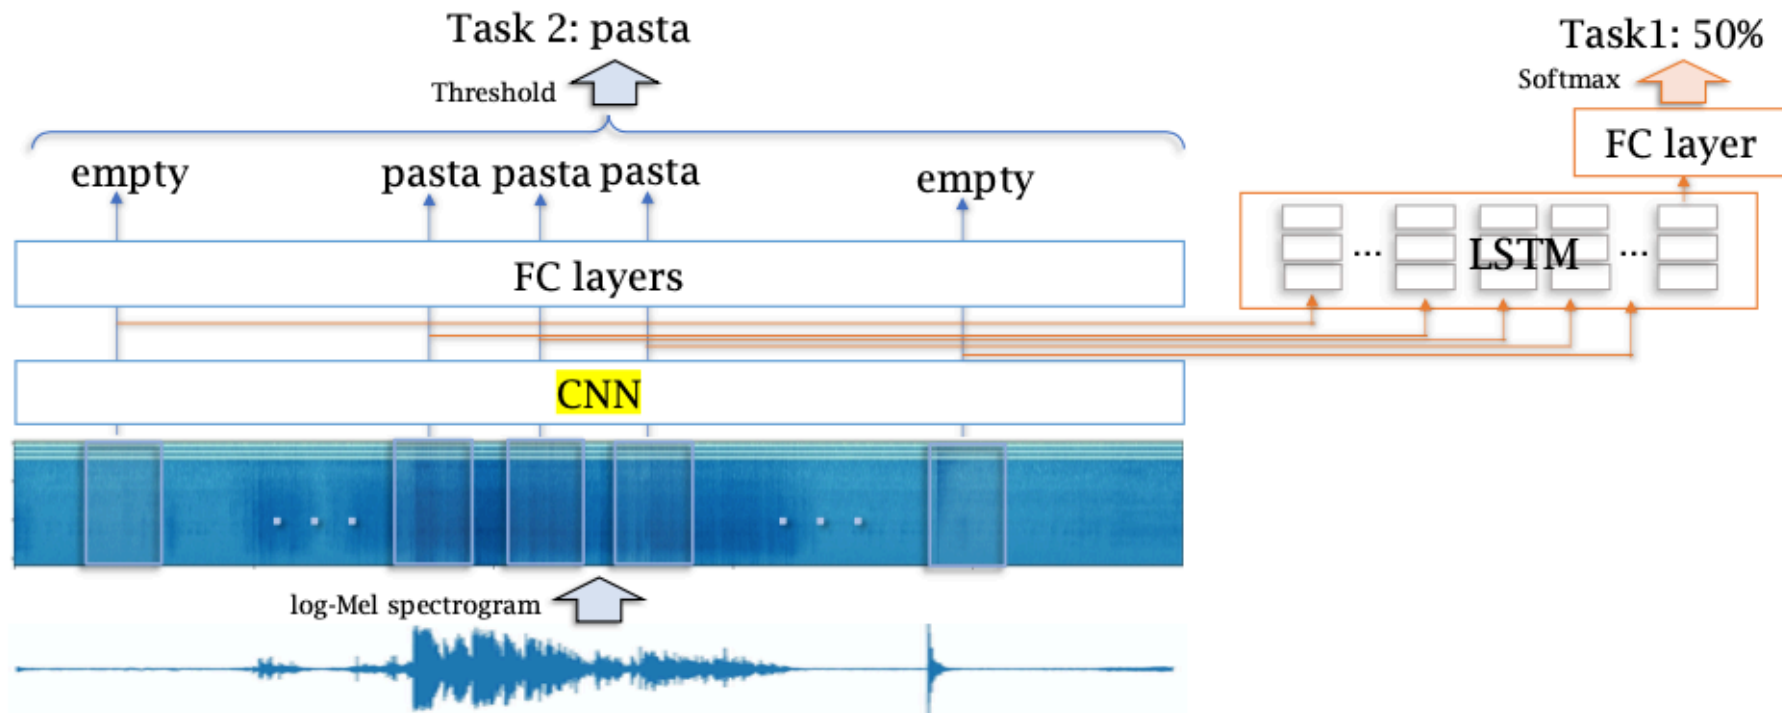 Task 2: pasta
Threshold
empty
pasta pasta pasta
empty
FC layers
CNN
log-Mel spectrogram
Task1: 50%
Softmax
FC layer
... LSTM ...